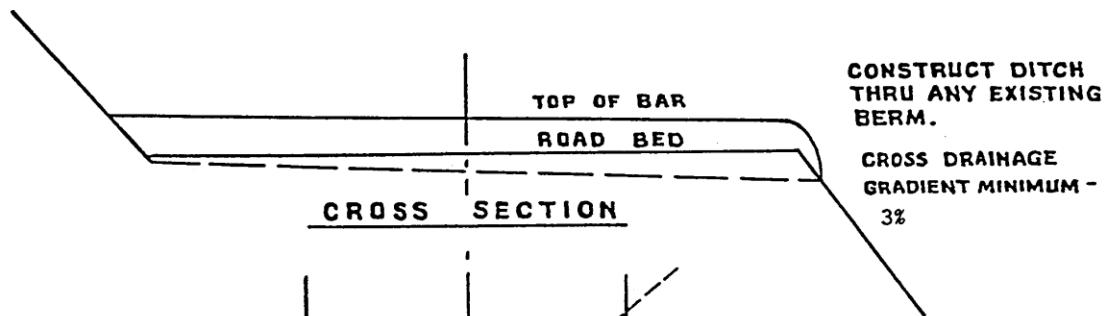 TOP OF BAR
ROAD BED
CROSS SECTION
CONSTRUCT DITCH
THRU ANY EXISTING
BERM.
CROSS DRAINAGE
GRADIENT MINIMUM -
3%